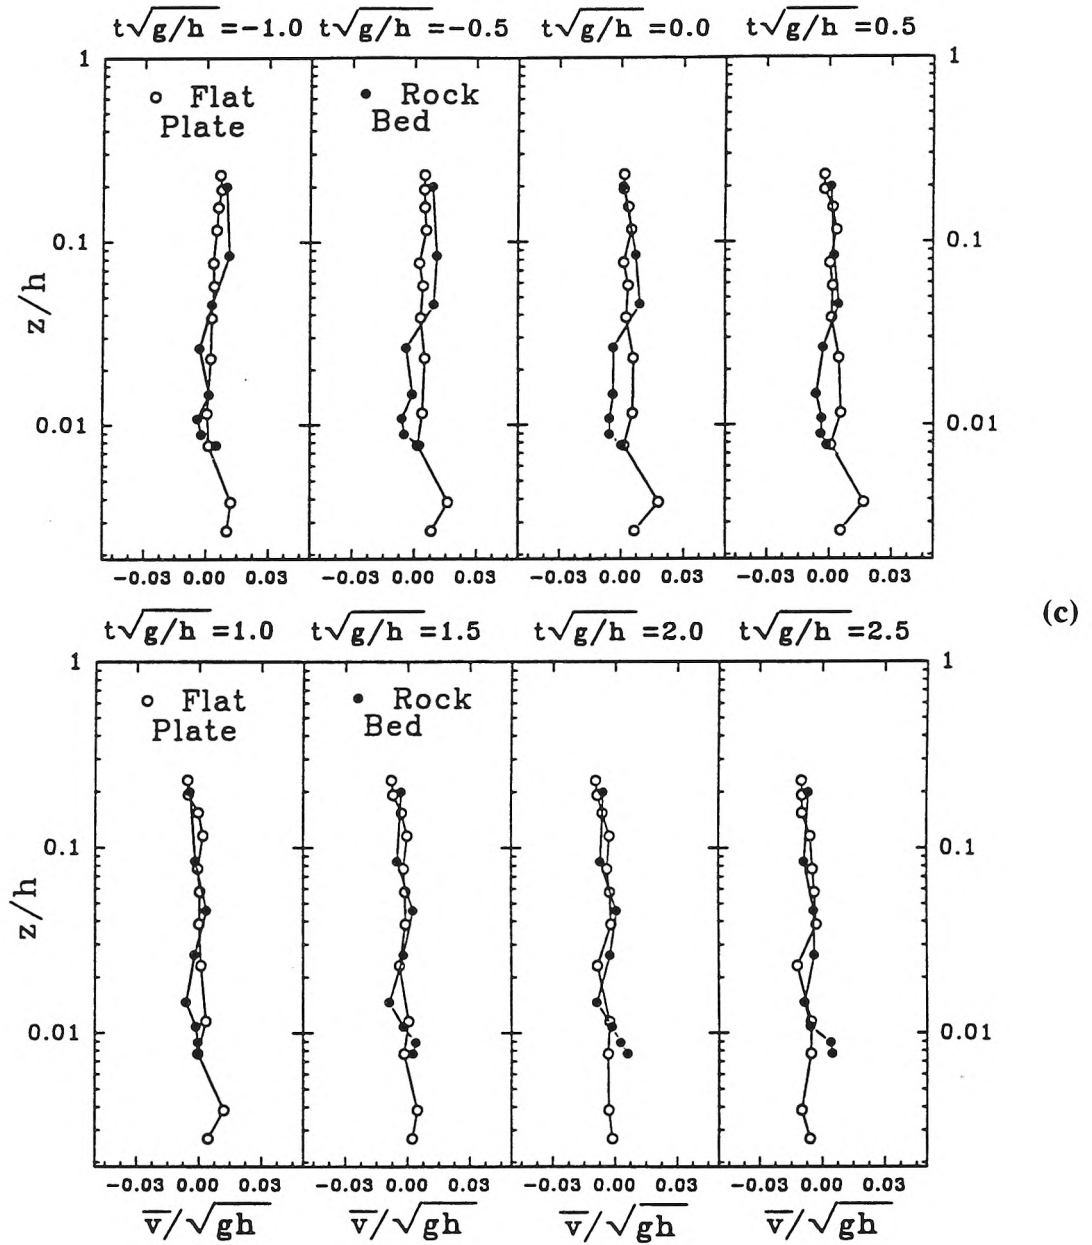 t√g/h =-1.0 t√g/h =-0.5 t√g/h =0.0 t√g/h =0.5
1 1
○ Flat ● Rock
Plate Bed
0.1 0.1
z/h
0.01 0.01
-0.03 0.00 0.03 -0.03 0.00 0.03 -0.03 0.00 0.03 -0.03 0.00 0.03
(c)
t√g/h =1.0 t√g/h =1.5 t√g/h =2.0 t√g/h =2.5
1 1
○ Flat ● Rock
Plate Bed
0.1 0.1
z/h
0.01 0.01
-0.03 0.00 0.03 -0.03 0.00 0.03 -0.03 0.00 0.03 -0.03 0.00 0.03
v̅/√gh v̅/√gh v̅/√gh v̅/√gh